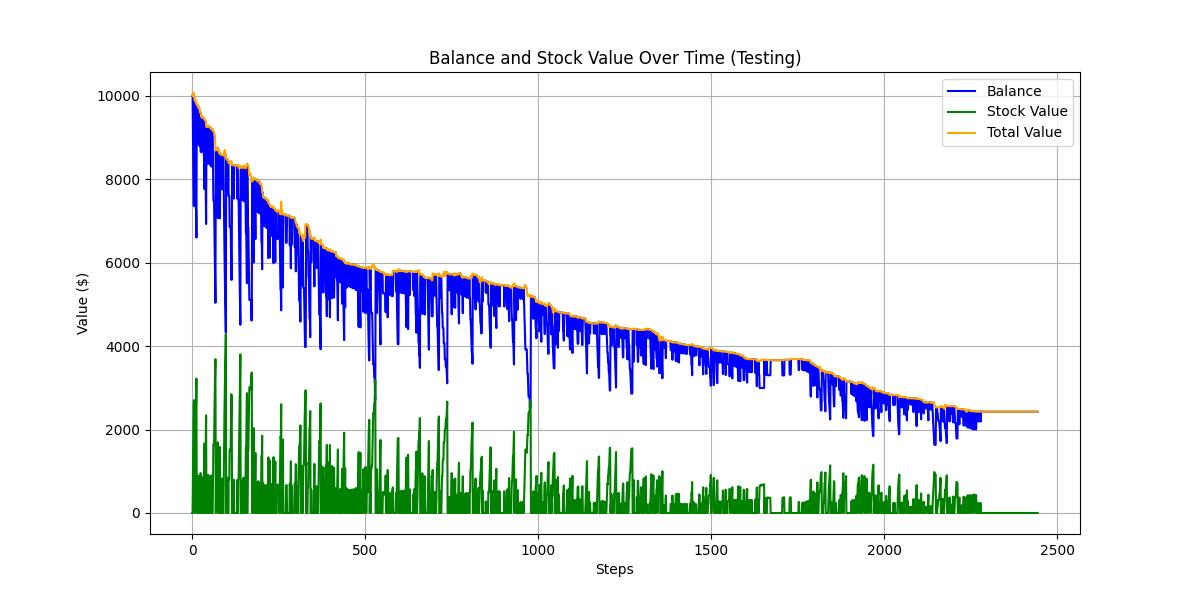 Balance and Stock Value Over Time (Testing)
Balance
Stock Value
Total Value
Value ($)
10000
8000
6000
4000
2000
0
0 500 1000 1500 2000 2500
Steps